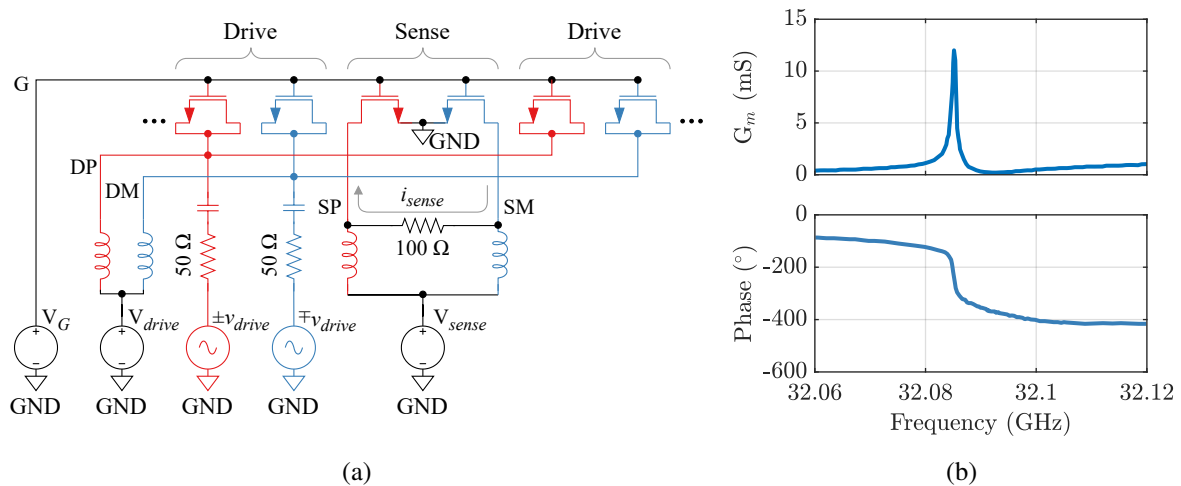 Drive Sense Drive
G
GND
DP
DM
i_sense
SP SM
100 Ω
50 Ω 50 Ω
V_G V_drive ±v_drive ∓v_drive V_sense
GND GND GND GND GND
(a)
15
10
5
0
G_m (mS)
0
-200
-400
-600
Phase (°)
32.06 32.08 32.1 32.12
Frequency (GHz)
(b)